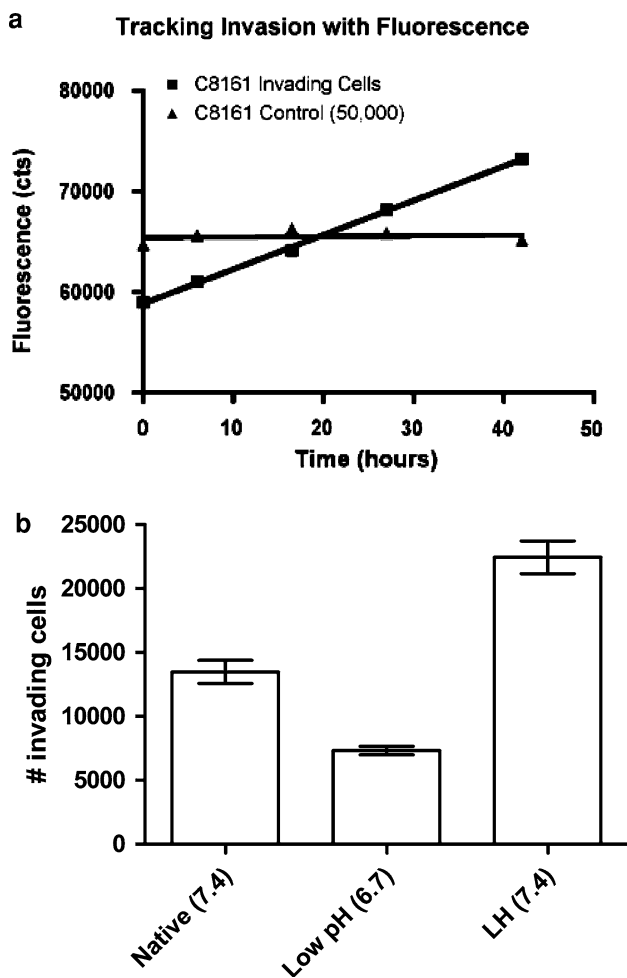 a
Tracking Invasion with Fluorescence
C8161 Invading Cells
C8161 Control (50,000)
80000
70000
60000
50000
Fluorescence (cts)
0 10 20 30 40 50
Time (hours)
b
25000
20000
15000
10000
5000
0
# invading cells
Native (7.4)
Low pH (6.7)
LH (7.4)